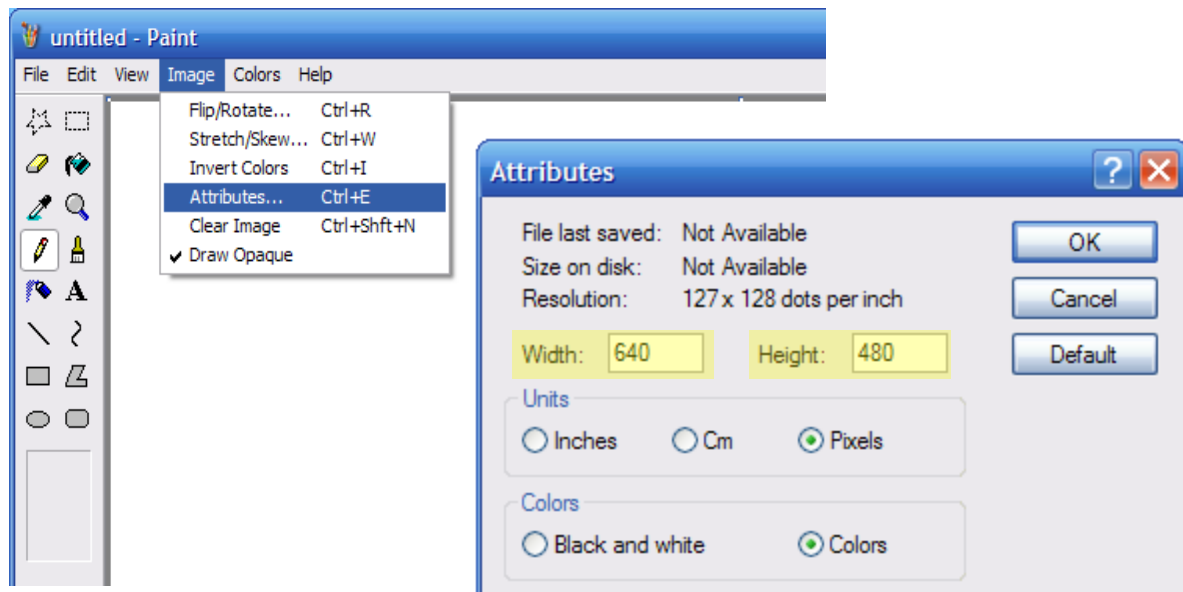 untitled - Paint
File Edit View Image Colors Help
Flip/Rotate... Ctrl+R
Stretch/Skew... Ctrl+W
Invert Colors Ctrl+I
Attributes... Ctrl+E
Clear Image Ctrl+Shft+N
Draw Opaque
A
Attributes
File last saved: Not Available
Size on disk: Not Available
Resolution: 127 x 128 dots per inch
Width: 640 Height: 480
OK
Cancel
Default
Units
Inches Cm Pixels
Colors
Black and white Colors